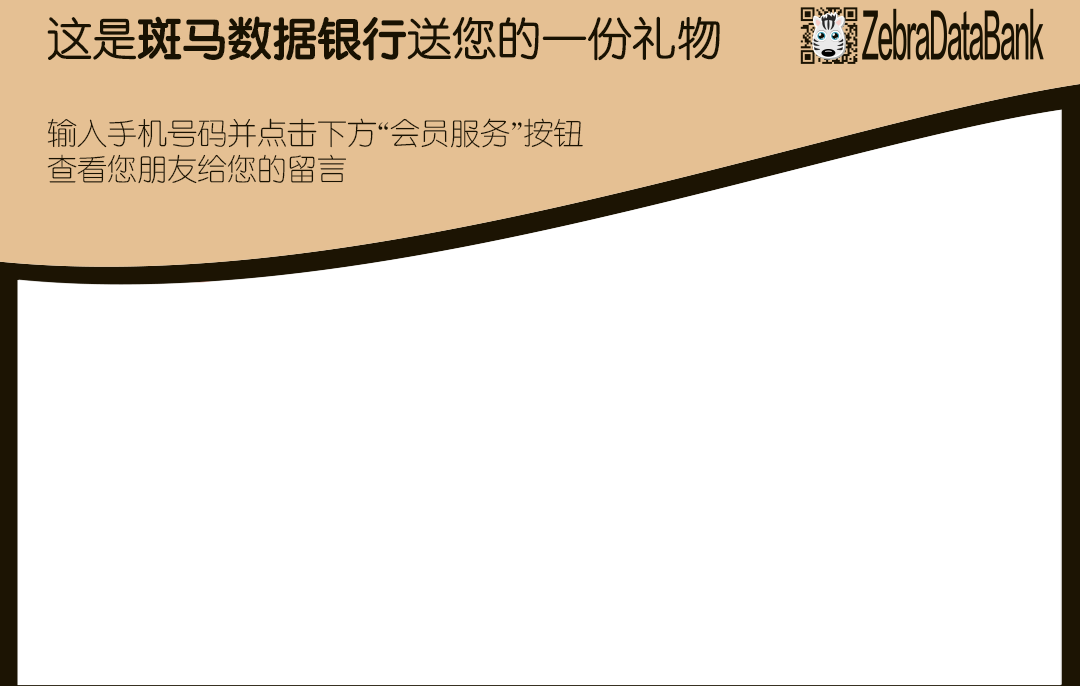 这是斑马数据银行送您的一份礼物
ZebraDataBank
输入手机号码并点击下方“会员服务”按钮
查看您朋友给您的留言